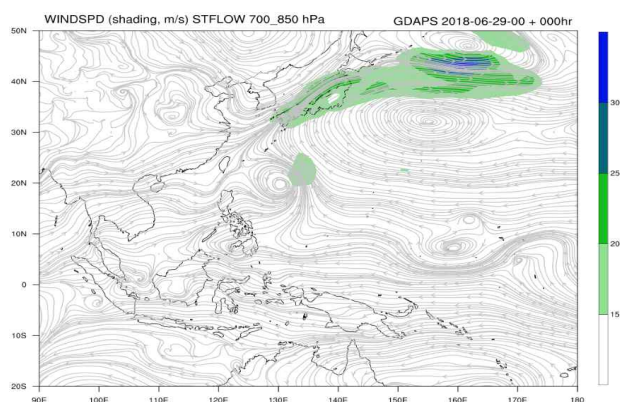 WINDSPD (shading, m/s) STFLOW 700_850 hPa GDAPS 2018-06-29-00 + 000hr
50N
40N
30N
20N
10N
0
10S
20S
90E 100E 110E 120E 130E 140E 150E 160E 170E 180
30
25
20
15